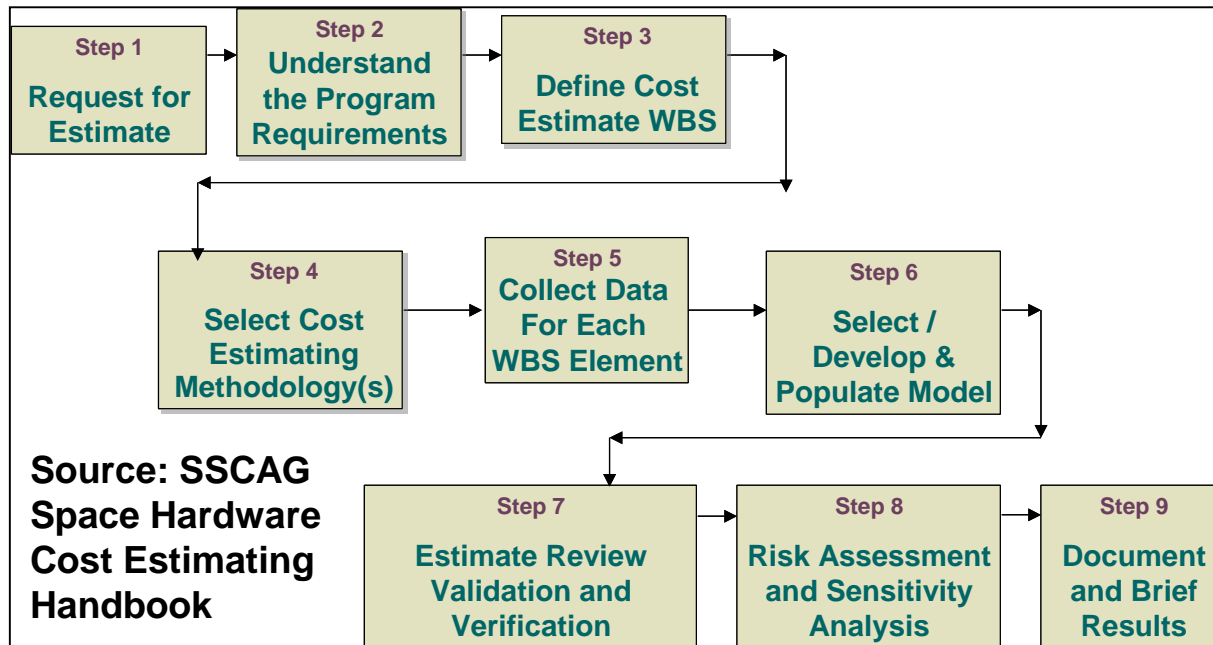 Step 1
Request for
Estimate
Step 2
Understand
the Program
Requirements
Step 3
Define Cost
Estimate WBS
Step 4
Select Cost
Estimating
Methodology(s)
Step 5
Collect Data
For Each
WBS Element
Step 6
Select /
Develop &
Populate Model
Source: SSCAG
Space Hardware
Cost Estimating
Handbook
Step 7
Estimate Review
Validation and
Verification
Step 8
Risk Assessment
and Sensitivity
Analysis
Step 9
Document
and Brief
Results